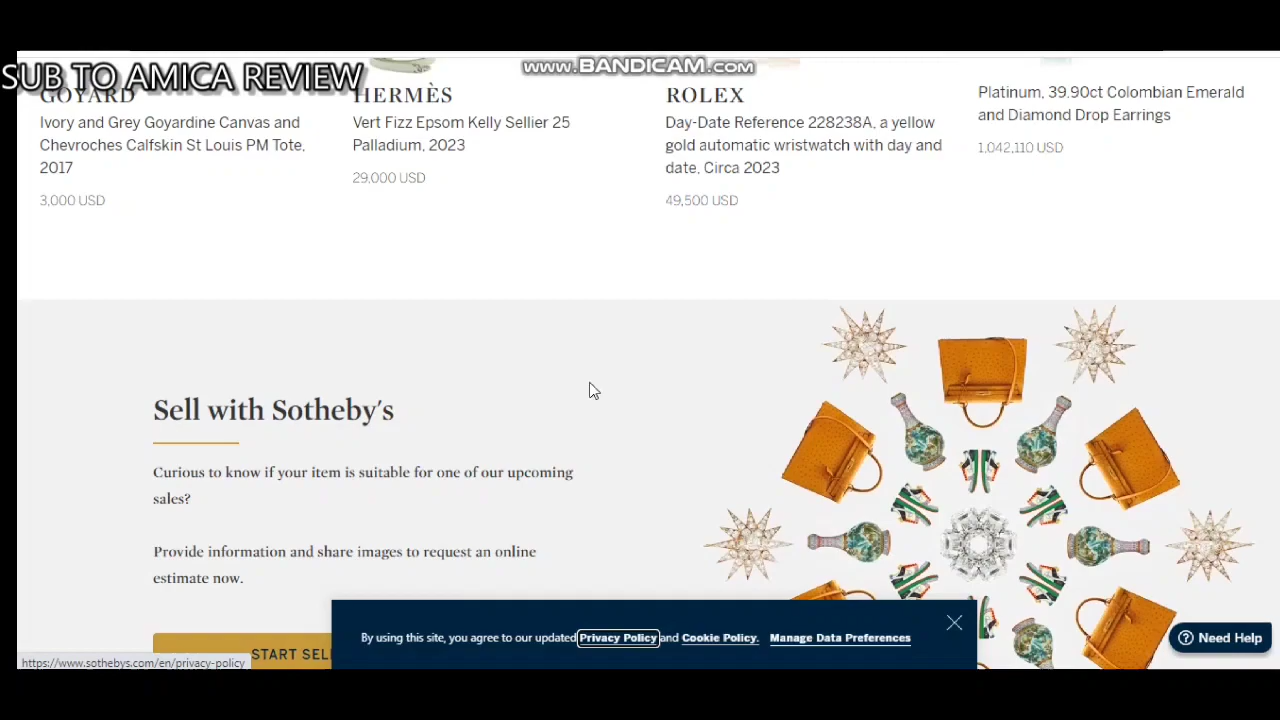 SUB TO AMICA REVIEW
www.BANDICAM.com
GOYARD
Ivory and Grey Goyardine Canvas and
Chevroches Calfskin St Louis PM Tote,
2017
3,000 USD
HERMÈS
Vert Fizz Epsom Kelly Sellier 25
Palladium, 2023
29,000 USD
ROLEX
Day-Date Reference 228238A, a yellow
gold automatic wristwatch with day and
date, Circa 2023
49,500 USD
Platinum, 39.90ct Colombian Emerald
and Diamond Drop Earrings
1,042,110 USD
Sell with Sotheby's
Curious to know if your item is suitable for one of our upcoming
sales?
Provide information and share images to request an online
estimate now.
START SEL
By using this site, you agree to our updated Privacy Policy and Cookie Policy. Manage Data Preferences
Need Help
https://www.sothebys.com/en/privacy-policy